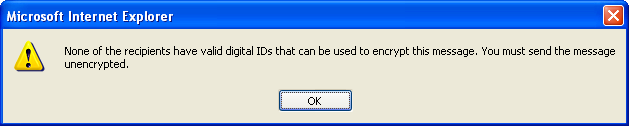 Microsoft Internet Explorer
None of the recipients have valid digital IDs that can be used to encrypt this message. You must send the message
unencrypted.
OK